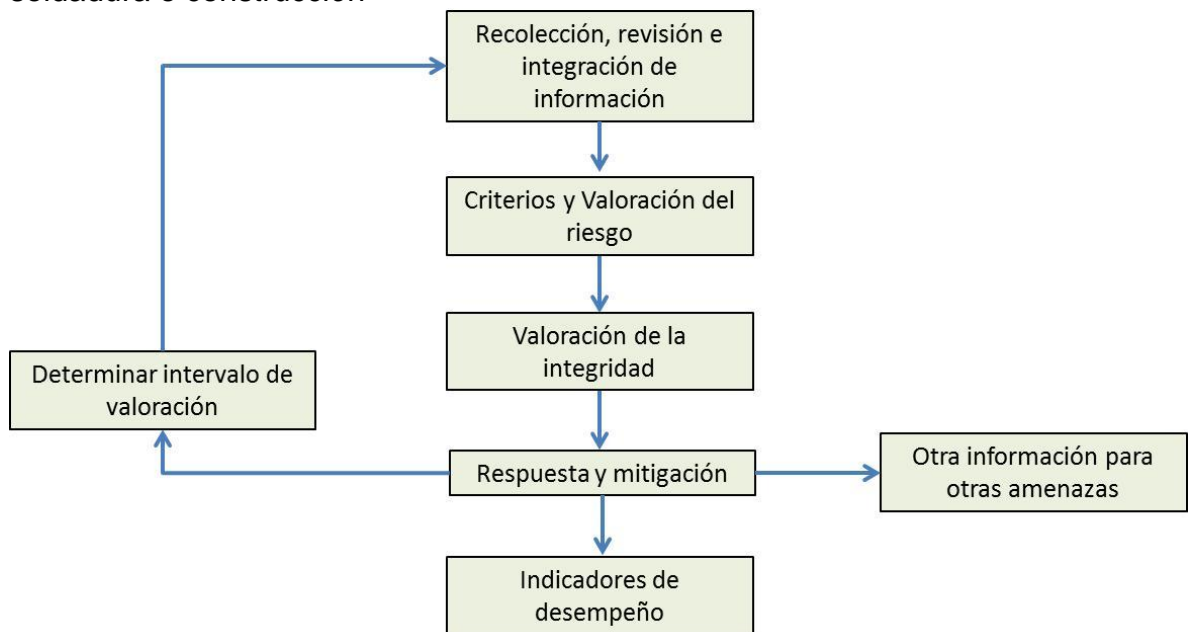 Recolección, revisión e
integración de
información
Criterios y Valoración del
riesgo
Valoración de la
integridad
Determinar intervalo de
valoración
Respuesta y mitigación
Otra información para
otras amenazas
Indicadores de
desempeño